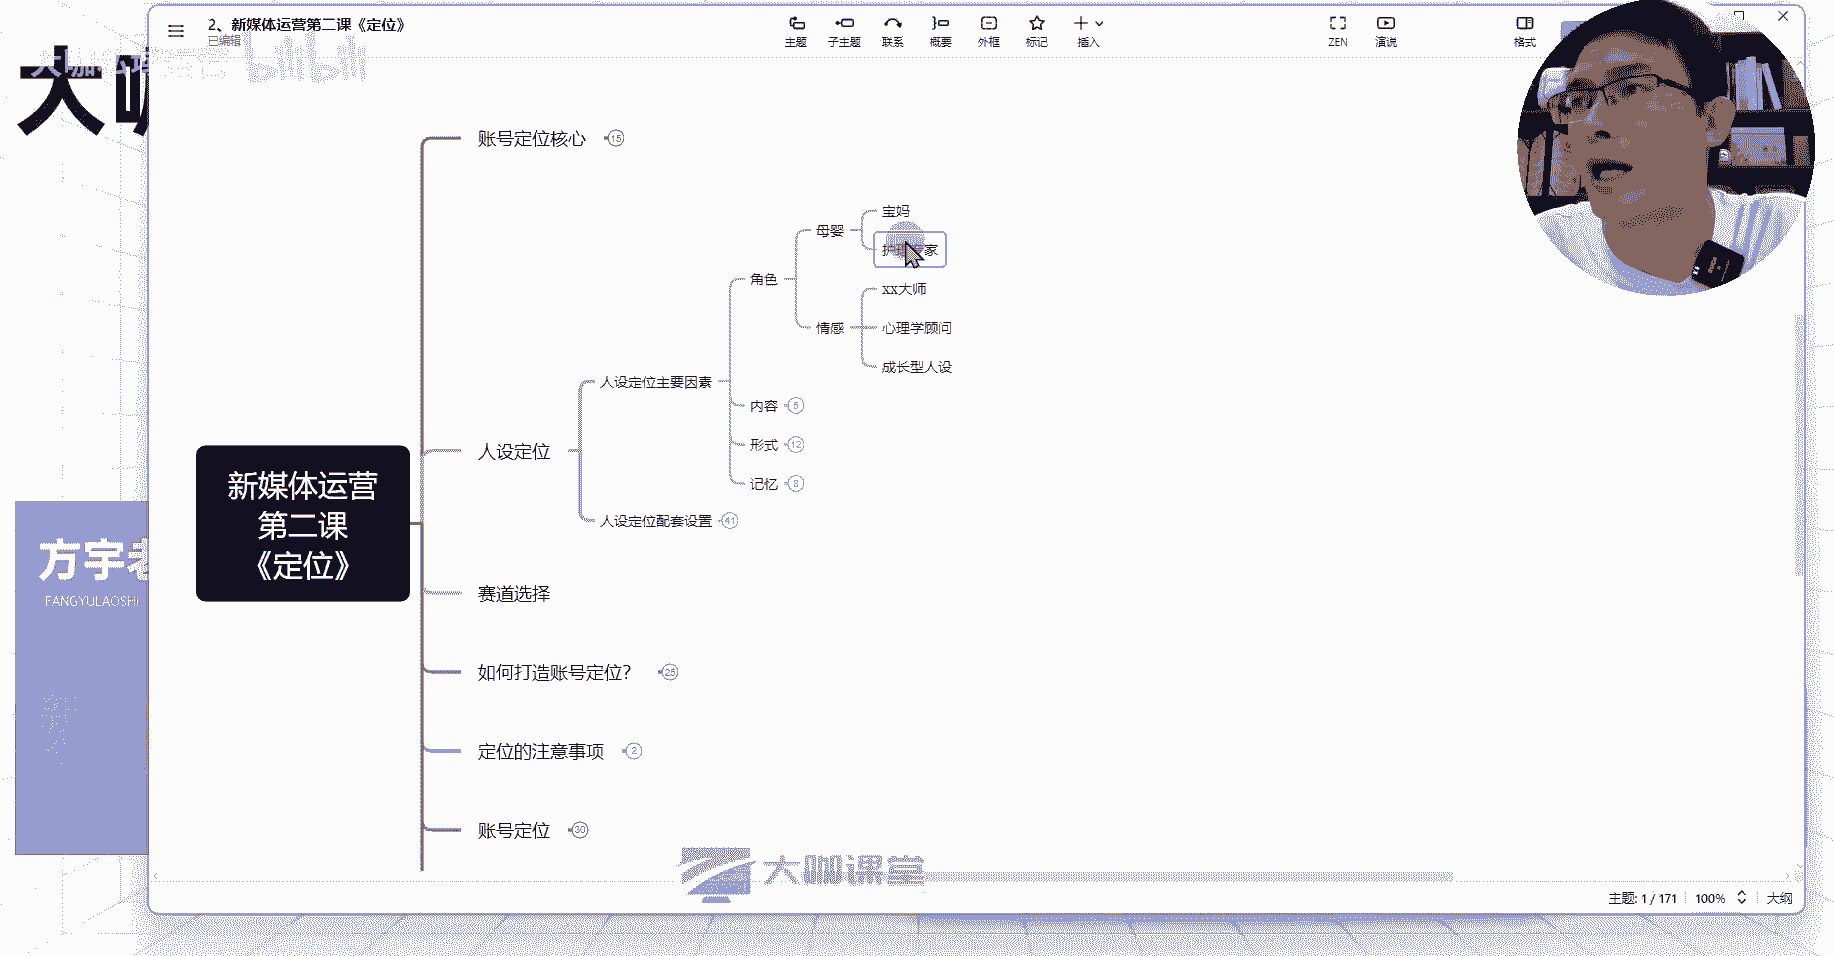 2、新媒体运营第二课《定位》
已编辑
主题
子主题
联系
概要
外框
标记
插入
ZEN
演说
格式
bilibili
大咖
账号定位核心 15
宝妈
母婴
护理专家
角色
xx大师
情感
心理学顾问
成长型人设
人设定位主要因素
内容 5
形式 12
记忆 8
人设定位
人设定位配套设置 41
新媒体运营
第二课
《定位》
赛道选择
如何打造账号定位？ 25
定位的注意事项 2
账号定位 30
方宇老
FANGYULAOSHI
大咖课堂
主题: 1 / 171
100%
大纲